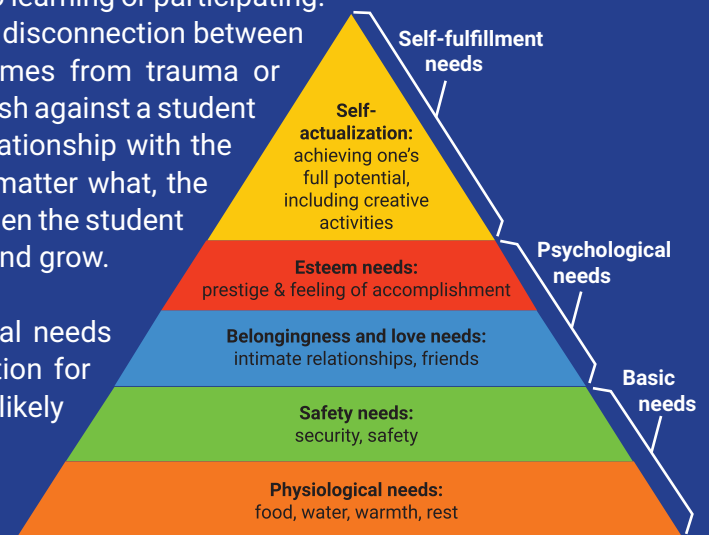 learning or participating.
disconnection between
mes from trauma or
sh against a student
ationship with the
matter what, the
en the student
nd grow.
al needs
tion for
likely
Self-fulfillment
needs
Self-
actualization:
achieving one's
full potential,
including creative
activities
Psychological
needs
Esteem needs:
prestige & feeling of accomplishment
Belongingness and love needs:
intimate relationships, friends
Basic
needs
Safety needs:
security, safety
Physiological needs:
food, water, warmth, rest